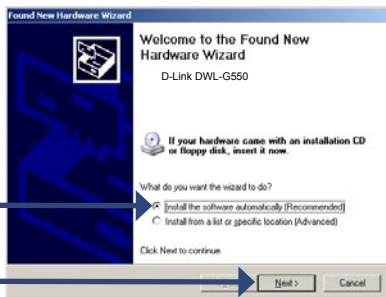 Found New Hardware Wizard
Welcome to the Found New
Hardware Wizard
D-Link DWL-G550
If your hardware came with an installation CD
or floppy disk, insert it now.
What do you want the wizard to do?
Install the software automatically (Recommended)
Install from a list or specific location (Advanced)
Click Next to continue.
Next >
Cancel